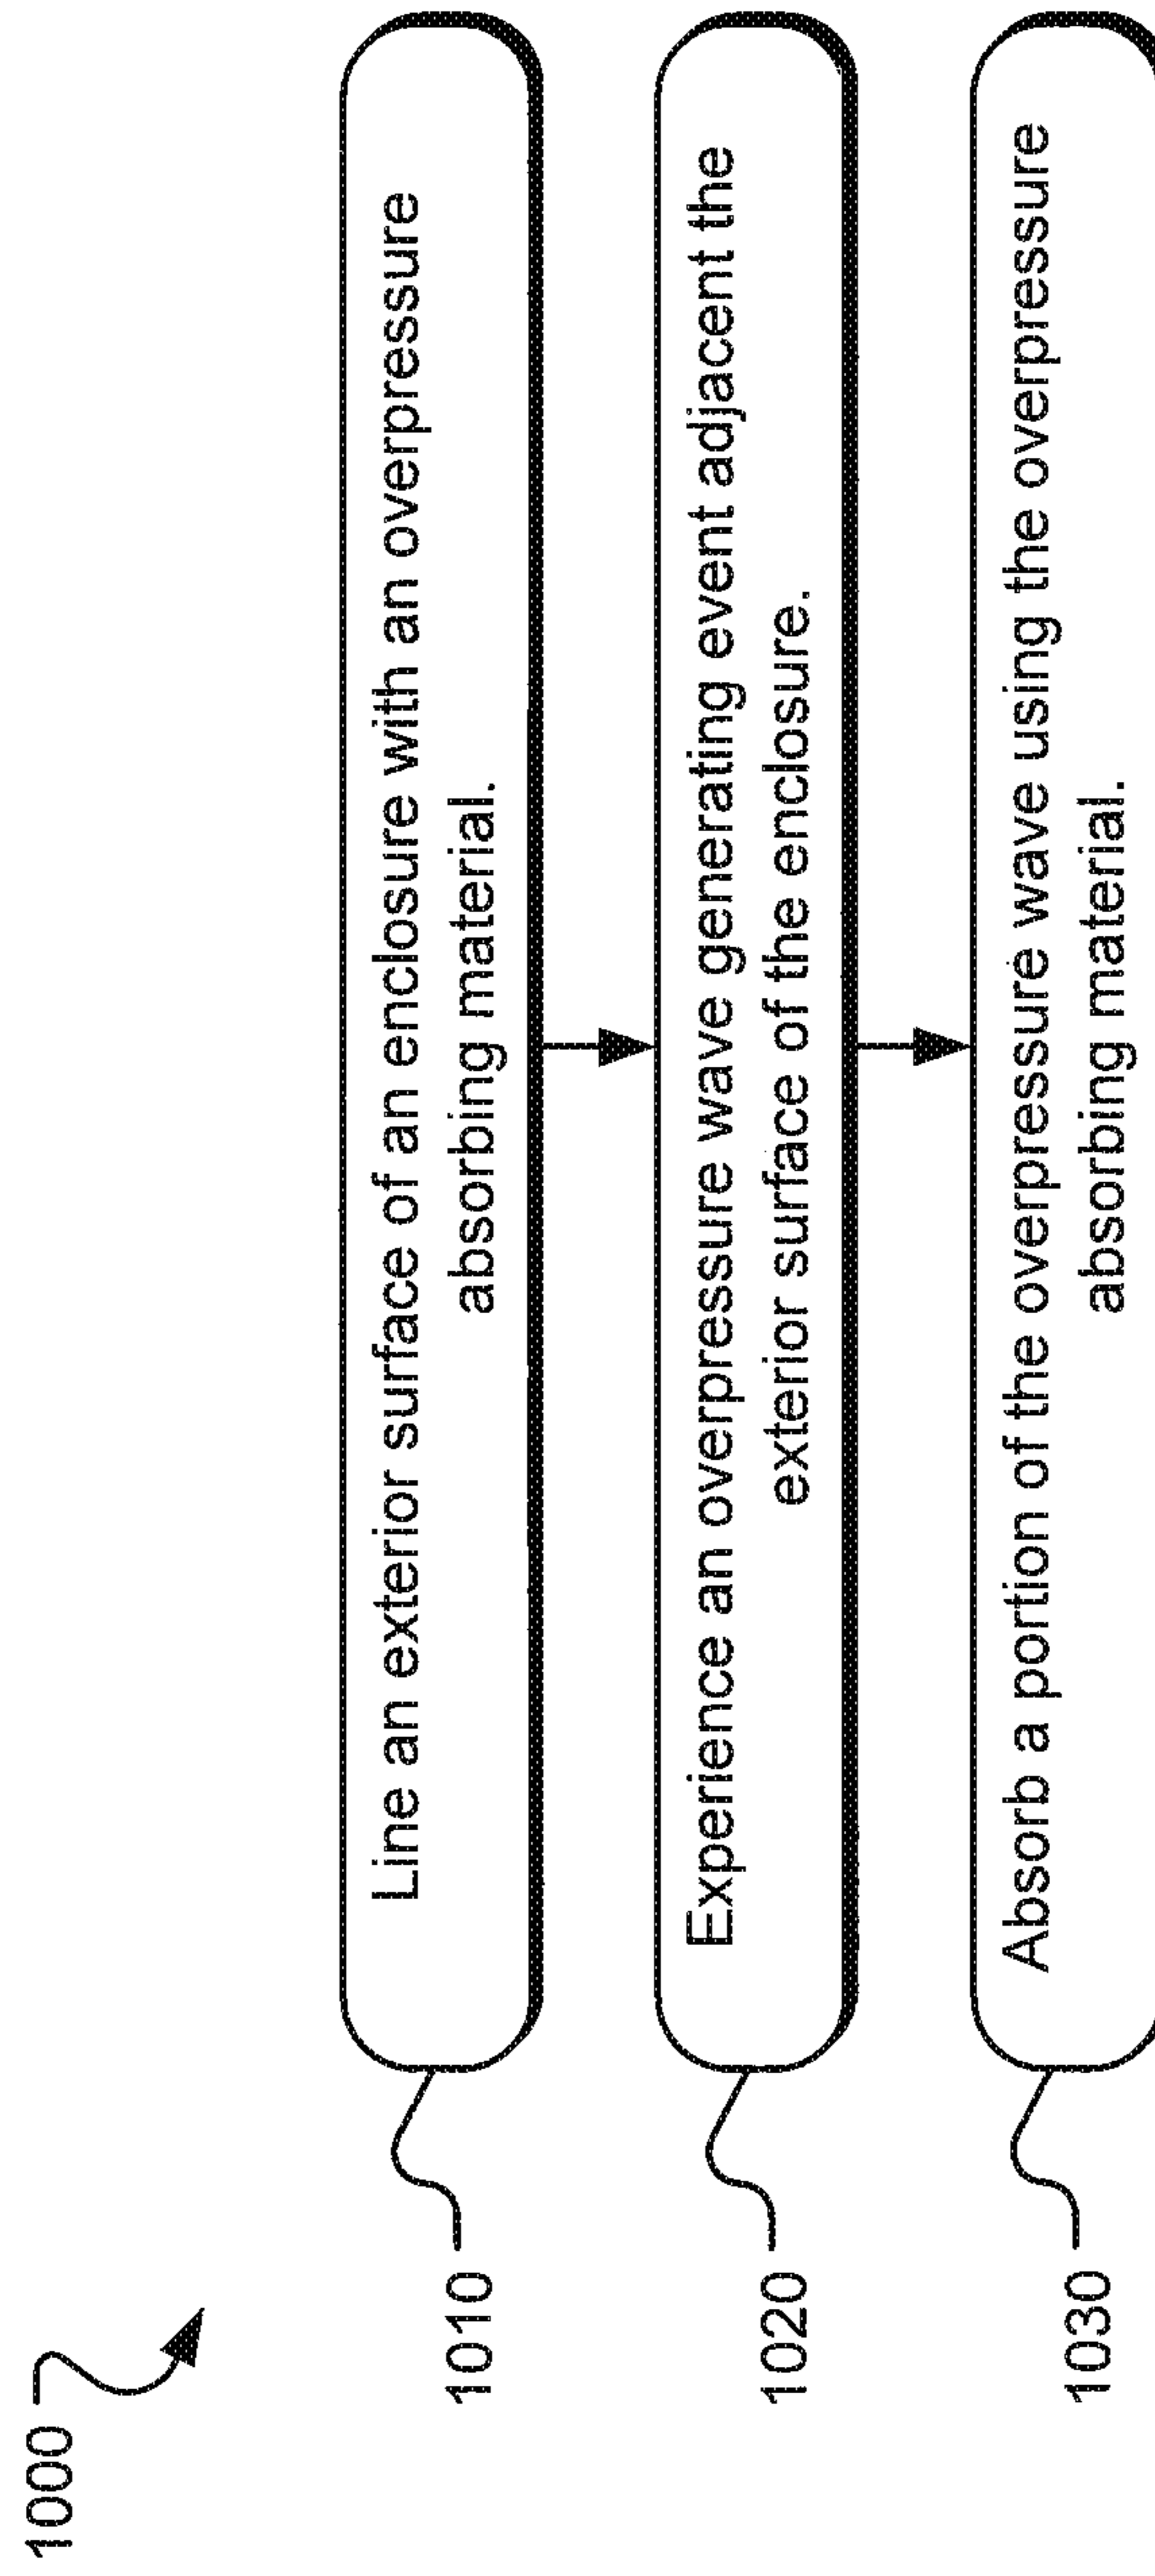 1000
1010
Line an exterior surface of an enclosure with an overpressure
absorbing material.
1020
Experience an overpressure wave generating event adjacent the
exterior surface of the enclosure.
1030
Absorb a portion of the overpressure wave using the overpressure
absorbing material.